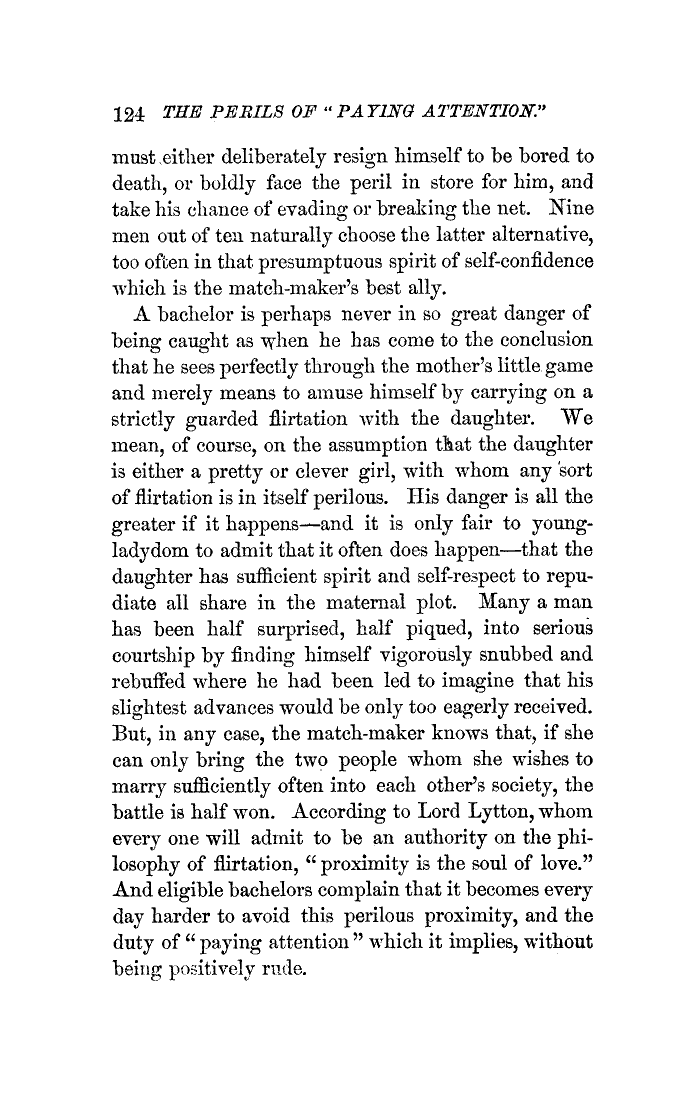 124 THE PERILS OF “ PAYING ATTENTION.”
must either deliberately resign himself to be bored to
death, or boldly face the peril in store for him, and
take his chance of evading or breaking the net. Nine
men out of ten naturally choose the latter alternative,
too often in that presumptuous spirit of self-confidence
which is the match-maker’s best ally.
A bachelor is perhaps never in so great danger of
being caught as when he has come to the conclusion
that he sees perfectly through the mother’s little game
and merely means to amuse himself by carrying on a
strictly guarded flirtation with the daughter. We
mean, of course, on the assumption that the daughter
is either a pretty or clever girl, with whom any sort
of flirtation is in itself perilous. His danger is all the
greater if it happens—and it is only fair to young-
ladydom to admit that it often does happen—that the
daughter has sufficient spirit and self-respect to repu-
diate all share in the maternal plot. Many a man
has been half surprised, half piqued, into serious
courtship by finding himself vigorously snubbed and
rebuffed where he had been led to imagine that his
slightest advances would be only too eagerly received.
But, in any case, the match-maker knows that, if she
can only bring the two people whom she wishes to
marry sufficiently often into each other’s society, the
battle is half won. According to Lord Lytton, whom
every one will admit to be an authority on the phi-
losophy of flirtation, “ proximity is the soul of love.”
And eligible bachelors complain that it becomes every
day harder to avoid this perilous proximity, and the
duty of “ paying attention ” which it implies, without
being positively rude.